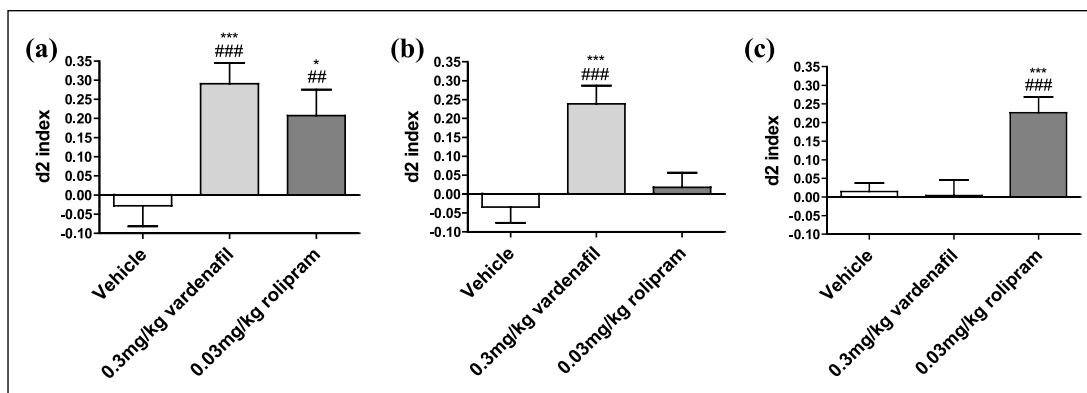 (a)
***
###
*
##
d2 index
0.35
0.30
0.25
0.20
0.15
0.10
0.05
0.00
-0.05
-0.10
Vehicle
0.3mg/kg vardenafil
0.03mg/kg rolipram
(b)
***
###
d2 index
0.35
0.30
0.25
0.20
0.15
0.10
0.05
0.00
-0.05
-0.10
Vehicle
0.3mg/kg vardenafil
0.03mg/kg rolipram
(c)
***
###
d2 index
0.35
0.30
0.25
0.20
0.15
0.10
0.05
0.00
-0.05
-0.10
Vehicle
0.3mg/kg vardenafil
0.03mg/kg rolipram